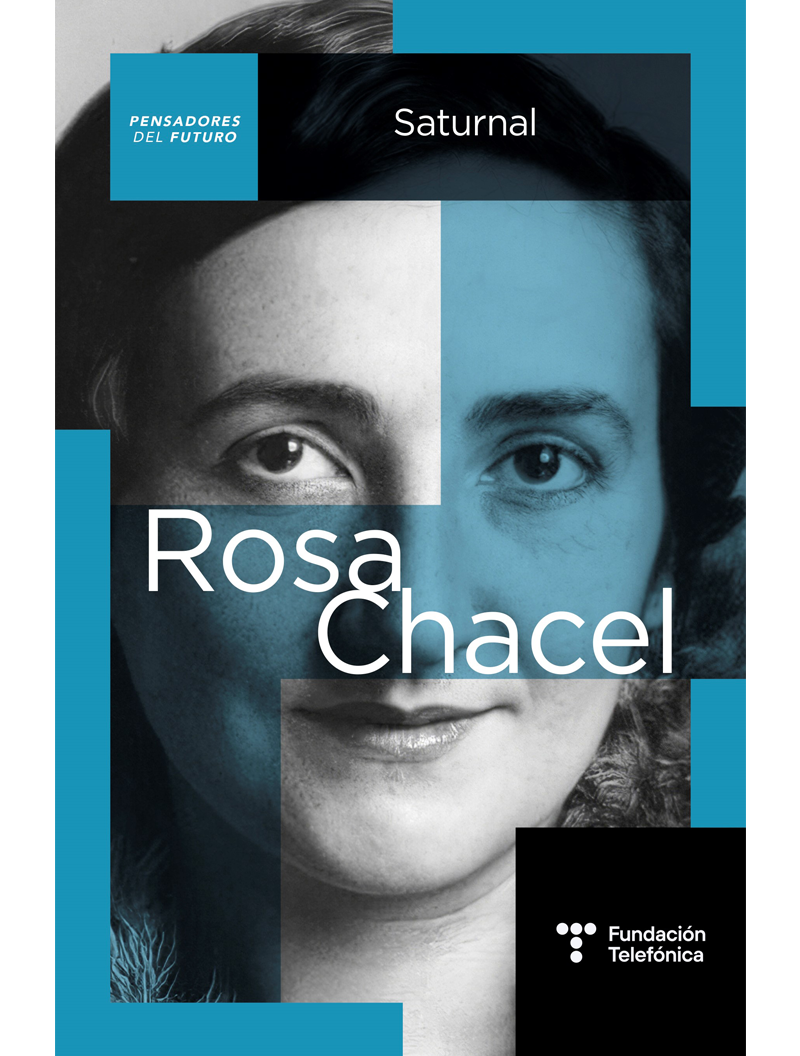 PENSADORES
DEL FUTURO
Saturnal
Rosa
Chacel
Fundación
Telefónica